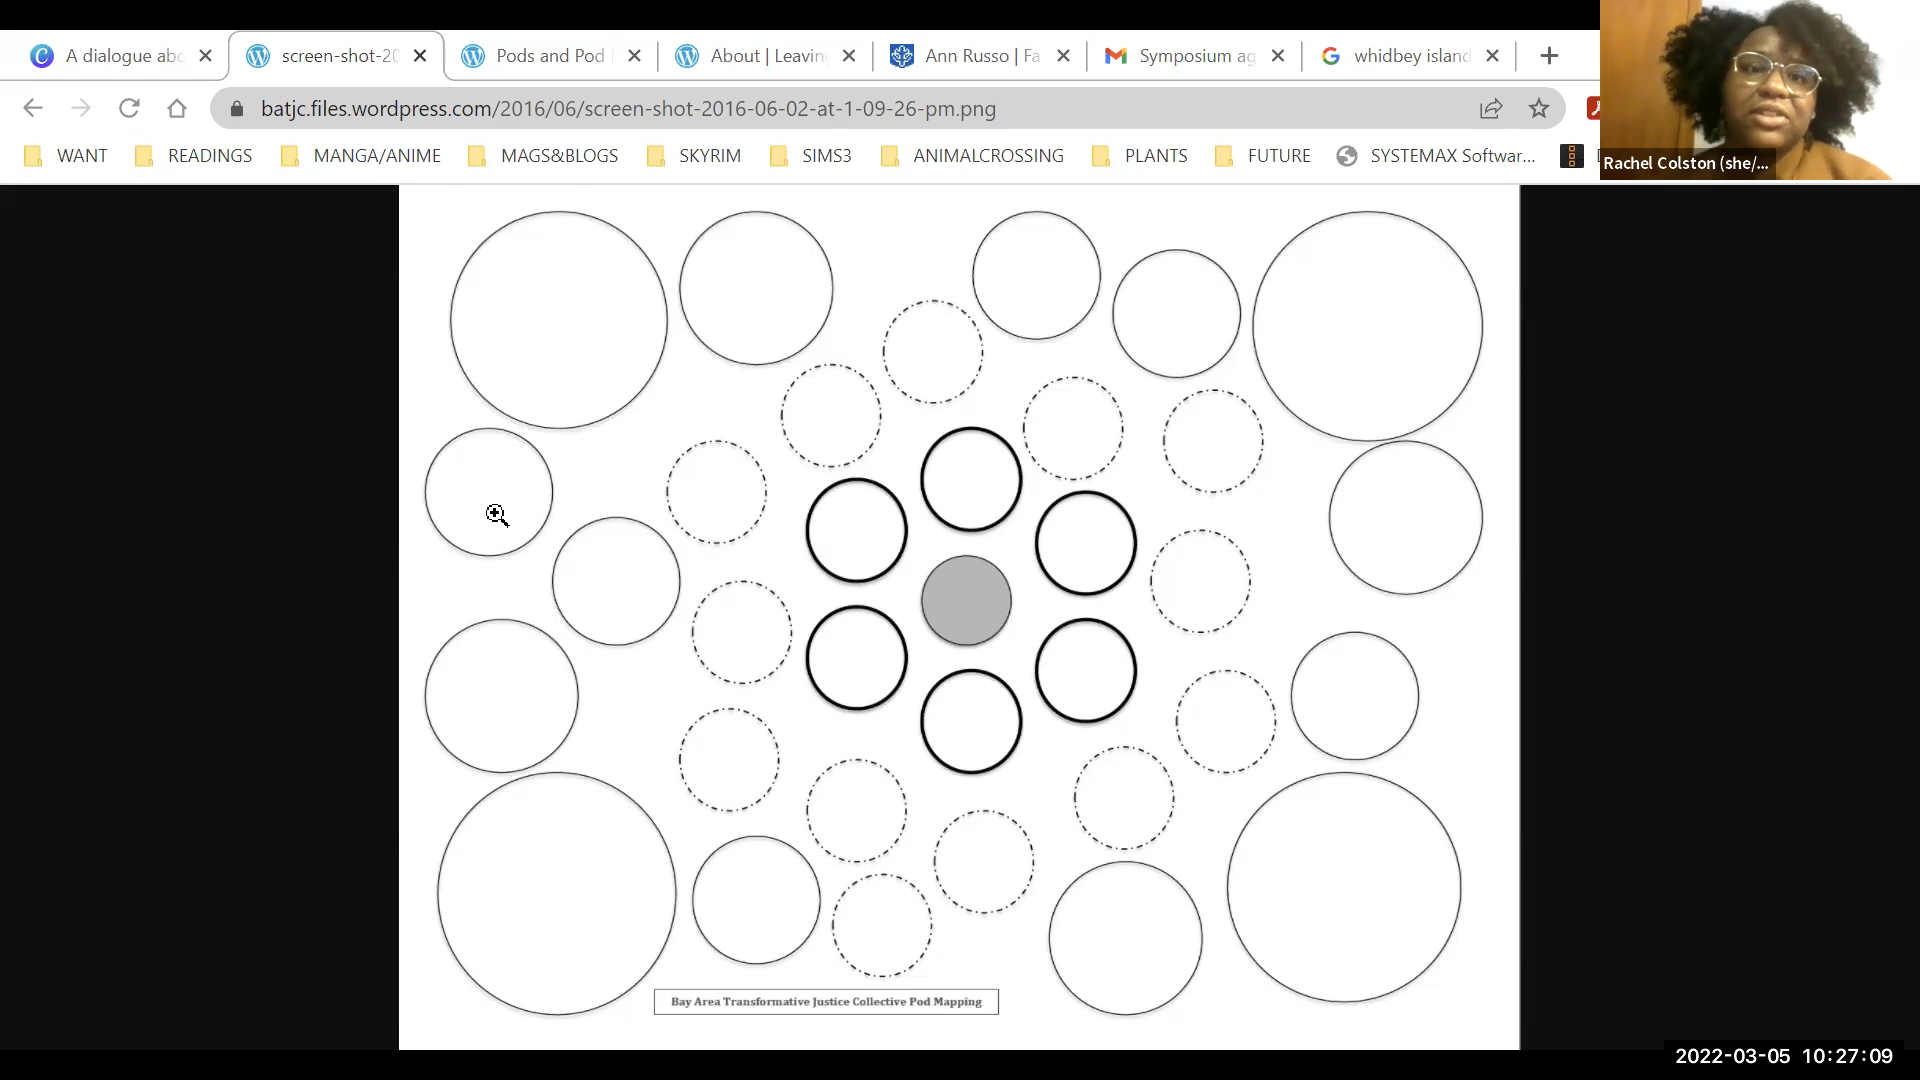 A dialogue abo
screen-shot-20
Pods and Pod
About | Leavin
Ann Russo | Fa
Symposium ag
whidbey island
batjc.files.wordpress.com/2016/06/screen-shot-2016-06-02-at-1-09-26-pm.png
WANT
READINGS
MANGA/ANIME
MAGS&BLOGS
SKYRIM
SIMS3
ANIMALCROSSING
PLANTS
FUTURE
SYSTEMAX Softwar...
Rachel Colston (she/...
Bay Area Transformative Justice Collective Pod Mapping
2022-03-05 10:27:09